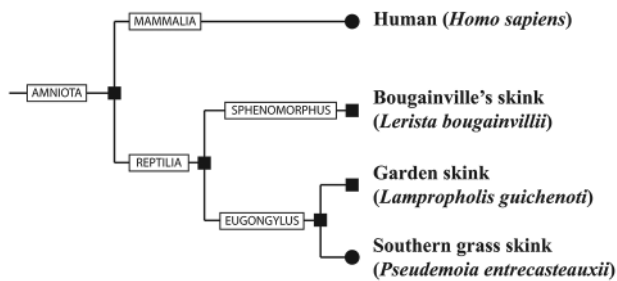 MAMMALIA
Human (Homo sapiens)
AMNIOTA
SPHENOMORPHUS
Bougainville's skink
(Lerista bougainvillii)
REPTILIA
Garden skink
(Lampropholis guichenoti)
EUGONGYLUS
Southern grass skink
(Pseudemoia entrecasteauxii)